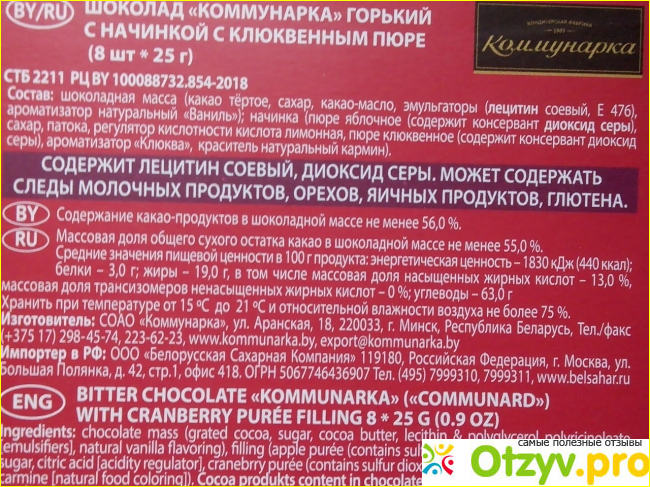 BY/RU
ШОКОЛАД «КОММУНАРКА» ГОРЬКИЙ
С НАЧИНКОЙ С КЛЮКВЕННЫМ ПЮРЕ
(8 шт * 25 г)
КОНДИТЕРСКАЯ ФАБРИКА
Коммунарка
СТБ 2211 РЦ BY 100088732.854-2018
Состав: шоколадная масса (какао тёртое, сахар, какао-масло, эмульгаторы (лецитин соевый, Е 476),
ароматизатор натуральный «Ваниль»); начинка (пюре яблочное (содержит консервант диоксид серы),
сахар, патока, регулятор кислотности кислота лимонная, пюре клюквенное (содержит консервант диоксид
серы), ароматизатор «Клюква», краситель натуральный кармин).
СОДЕРЖИТ ЛЕЦИТИН СОЕВЫЙ, ДИОКСИД СЕРЫ. МОЖЕТ СОДЕРЖАТЬ
СЛЕДЫ МОЛОЧНЫХ ПРОДУКТОВ, ОРЕХОВ, ЯИЧНЫХ ПРОДУКТОВ, ГЛЮТЕНА.
BY Содержание какао-продуктов в шоколадной массе не менее 56,0 %.
RU Массовая доля общего сухого остатка какао в шоколадной массе не менее 55,0 %.
Средние значения пищевой ценности в 100 г продукта: энергетическая ценность – 1830 кДж (440 ккал);
белки – 3,0 г; жиры – 19,0 г, в том числе массовая доля насыщенных жирных кислот – 13,0 %,
массовая доля трансизомеров ненасыщенных жирных кислот – 0 %; углеводы – 63,0 г
Хранить при температуре от 15 ºC до 21 ºC и относительной влажности воздуха не более 75 %.
Изготовитель: СОАО «Коммунарка», ул. Аранская, 18, 220033, г. Минск, Республика Беларусь, Тел./факс
(+375 17) 298-45-74, 223-62-23, www.kommunarka.by, export@kommunarka.by
Импортер в РФ: ООО «Белорусская Сахарная Компания» 119180, Российская Федерация, г. Москва, ул.
Большая Полянка, д. 42, стр.1, офис 418. ОГРН 5067746436907 Тел. (495) 7999310, 7999311, www.belsahar.ru
ENG
BITTER CHOCOLATE «KOMMUNARKA» («COMMUNARD»)
WITH CRANBERRY PURÉE FILLING 8 * 25 G (0.9 OZ)
Ingredients: chocolate mass (grated cocoa, sugar, cocoa butter, lecithin & polyglycerol polyricinoleate
[emulsifiers], natural vanilla flavoring), filling (apple purée (contains
sugar, citric acid [acidity regulator], cranberry purée (contains sulfur
carmine [natural food coloring]). Cocoa products content in chocolate
самые полезные отзывы
Otzyv.pro